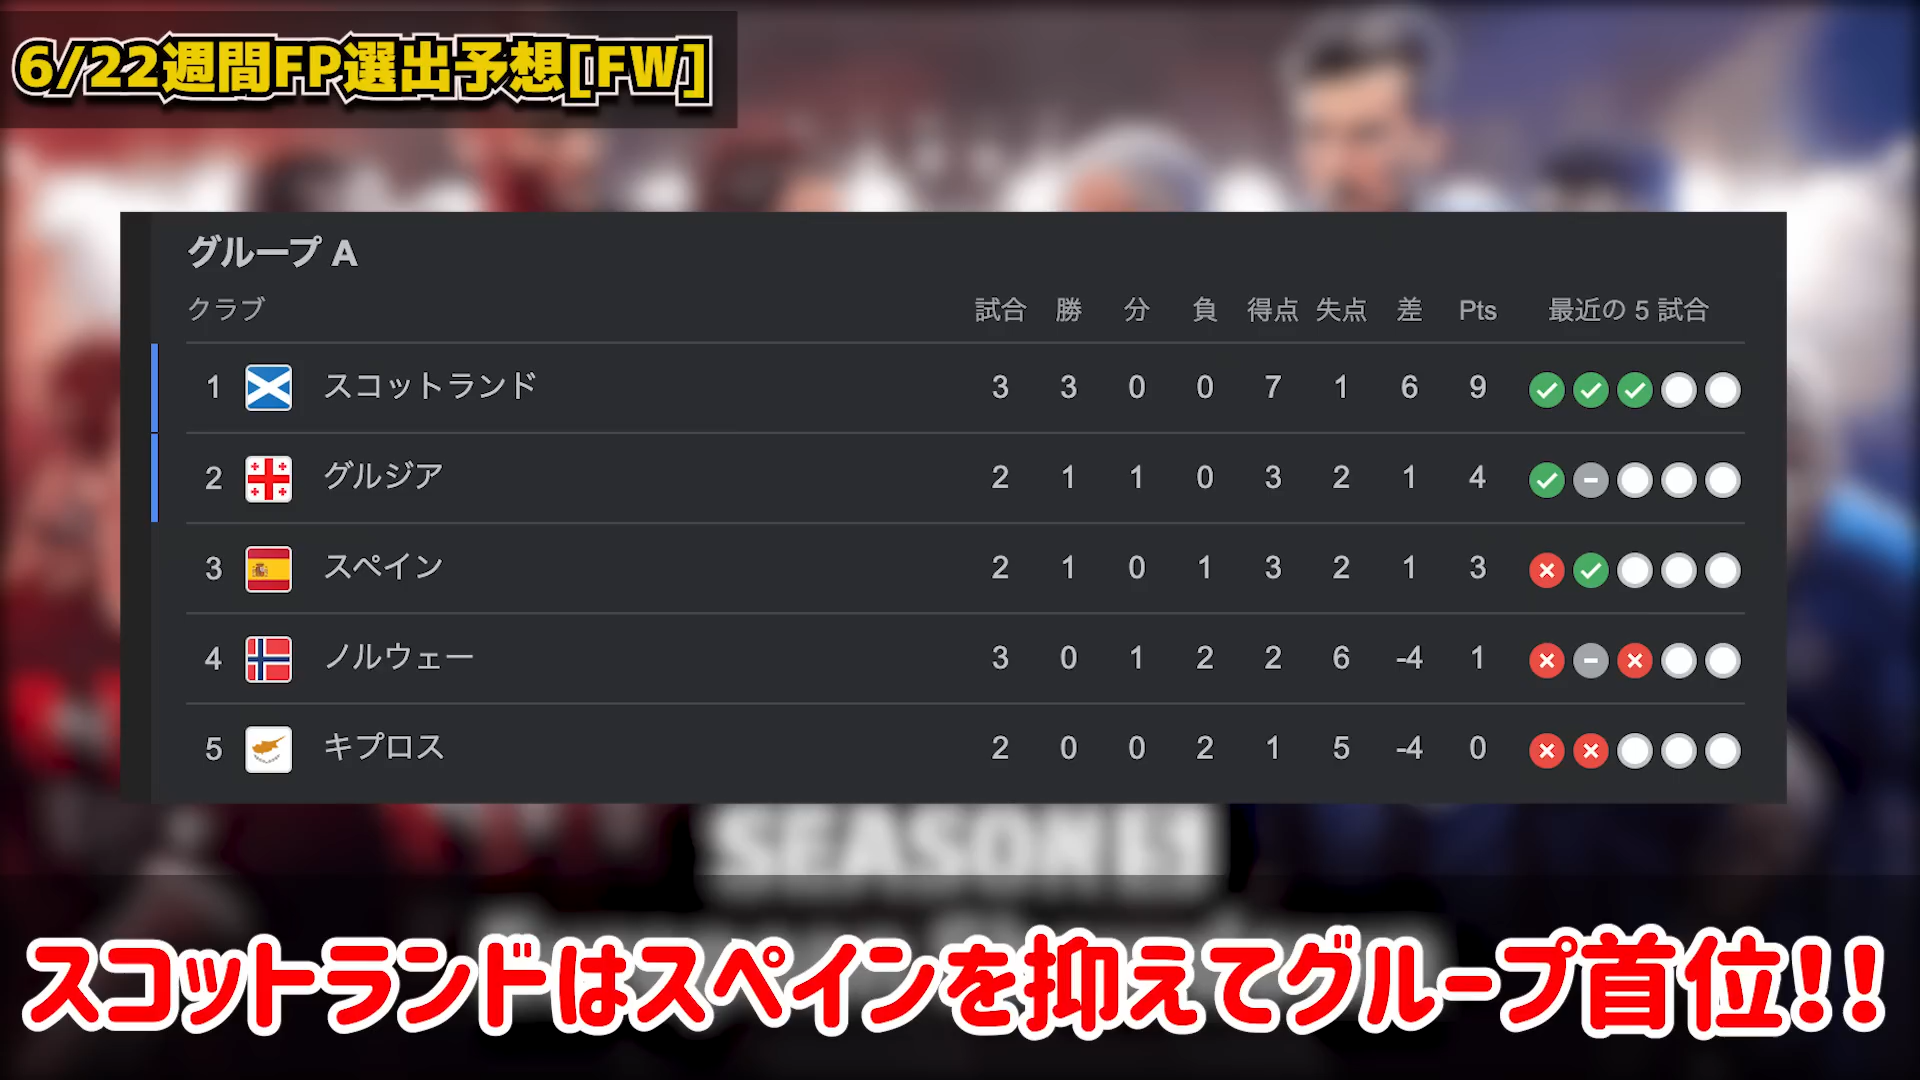 6/22週間FP選出予想[FW]
グループ A
クラブ 試合 勝 分 負 得点 失点 差 Pts 最近の 5 試合
1 スコットランド 3 3 0 0 7 1 6 9
2 グルジア 2 1 1 0 3 2 1 4
3 スペイン 2 1 0 1 3 2 1 3
4 ノルウェー 3 0 1 2 2 6 -4 1
5 キプロス 2 0 0 2 1 5 -4 0
スコットランドはスペインを抑えてグループ首位!!